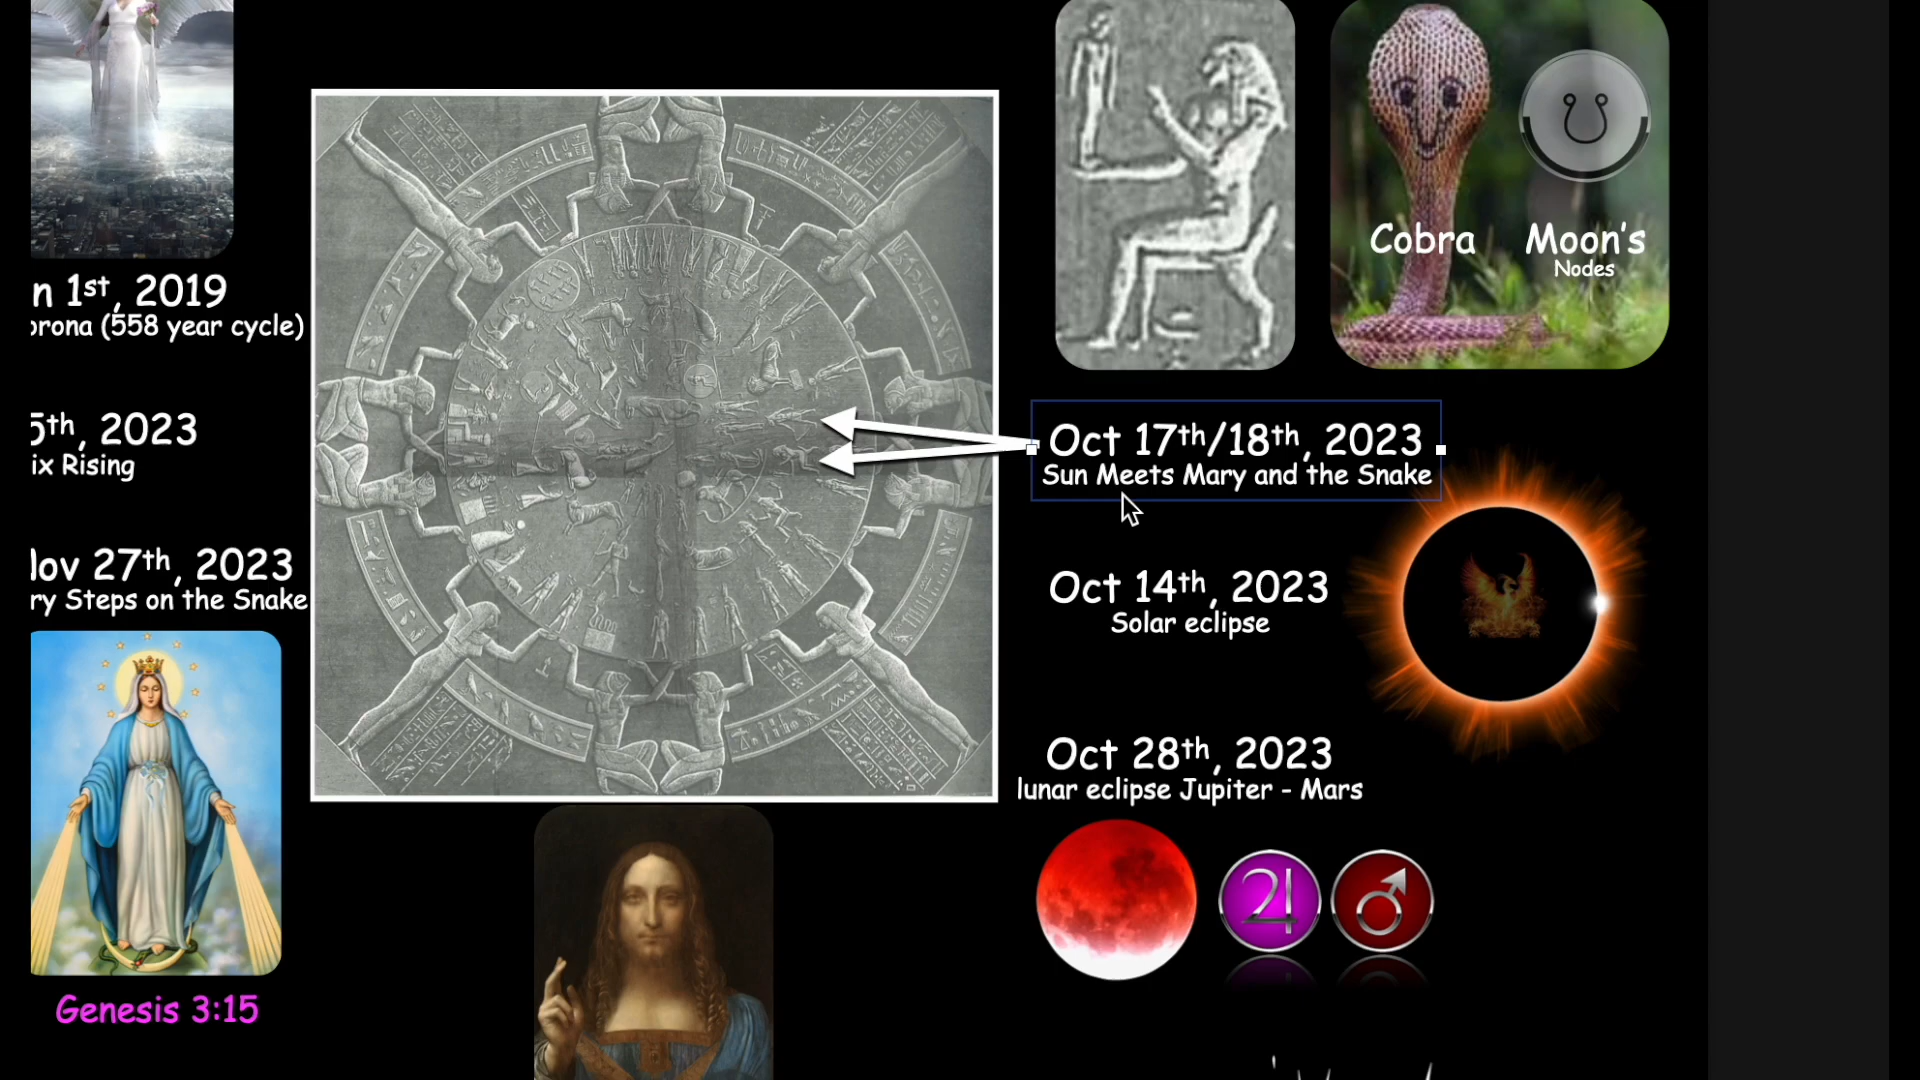 n 1st, 2019
orona (558 year cycle)
5th, 2023
ix Rising
Nov 27th, 2023
ry Steps on the Snake
Genesis 3:15
Cobra
Moon's
Nodes
Oct 17th/18th, 2023
Sun Meets Mary and the Snake
Oct 14th, 2023
Solar eclipse
Oct 28th, 2023
lunar eclipse Jupiter - Mars